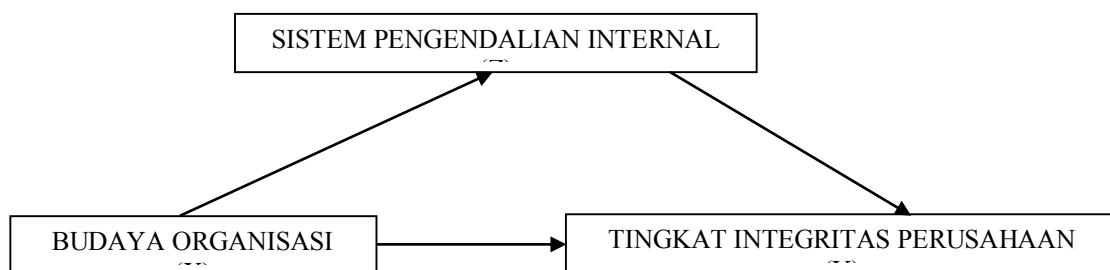 SISTEM PENGENDALIAN INTERNAL
BUDAYA ORGANISASI
TINGKAT INTEGRITAS PERUSAHAAN